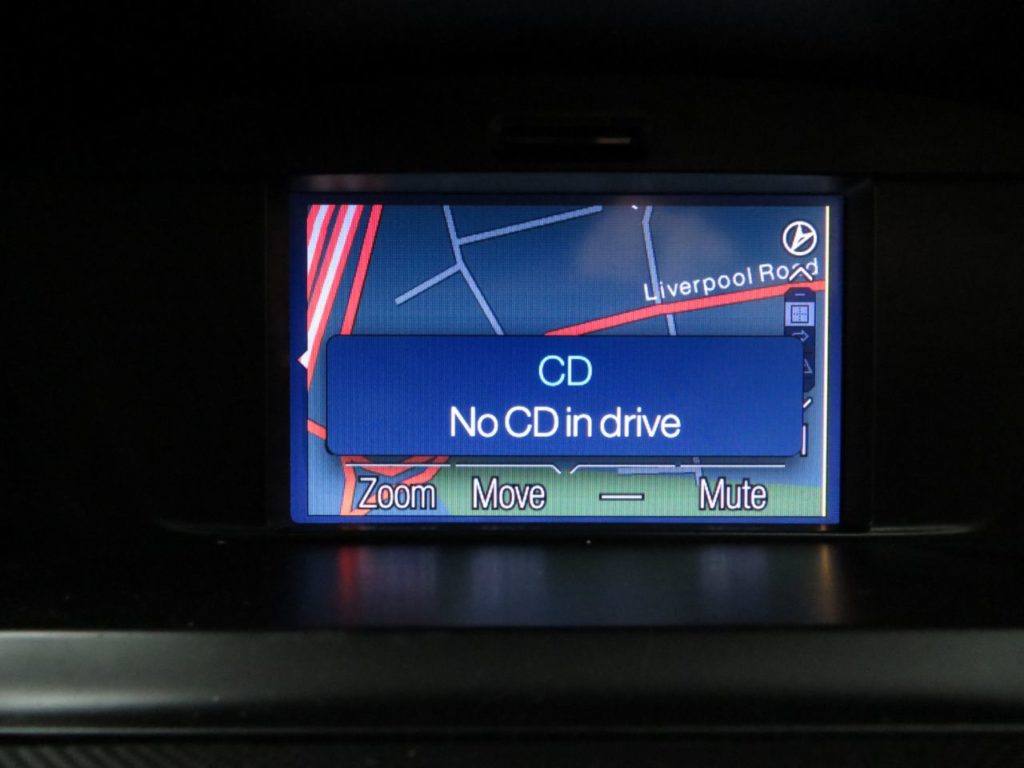 Liverpool Road
CD
No CD in drive
Zoom
Move
Mute